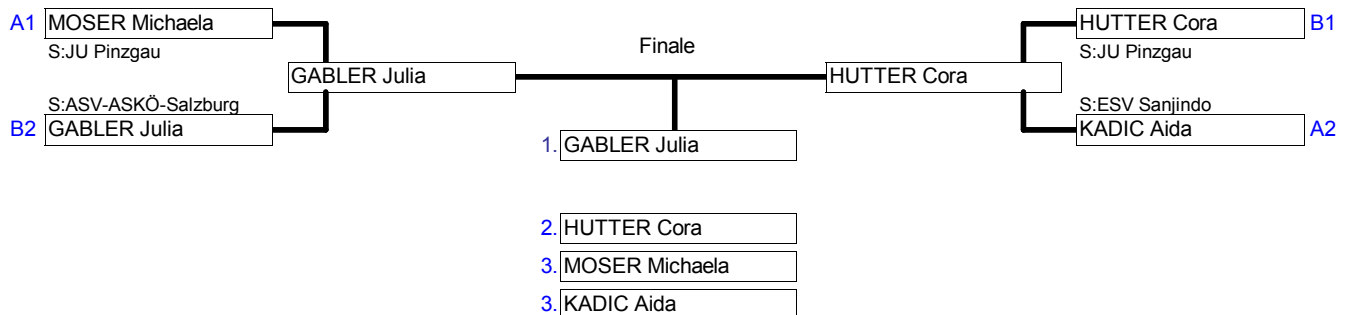 A1 MOSER Michaela
S:JU Pinzgau
GABLER Julia
S:ASV-ASKÖ-Salzburg
B2 GABLER Julia
Finale
HUTTER Cora B1
S:JU Pinzgau
HUTTER Cora
S:ESV Sanjindo
KADIC Aida A2
1. GABLER Julia
2. HUTTER Cora
3. MOSER Michaela
3. KADIC Aida